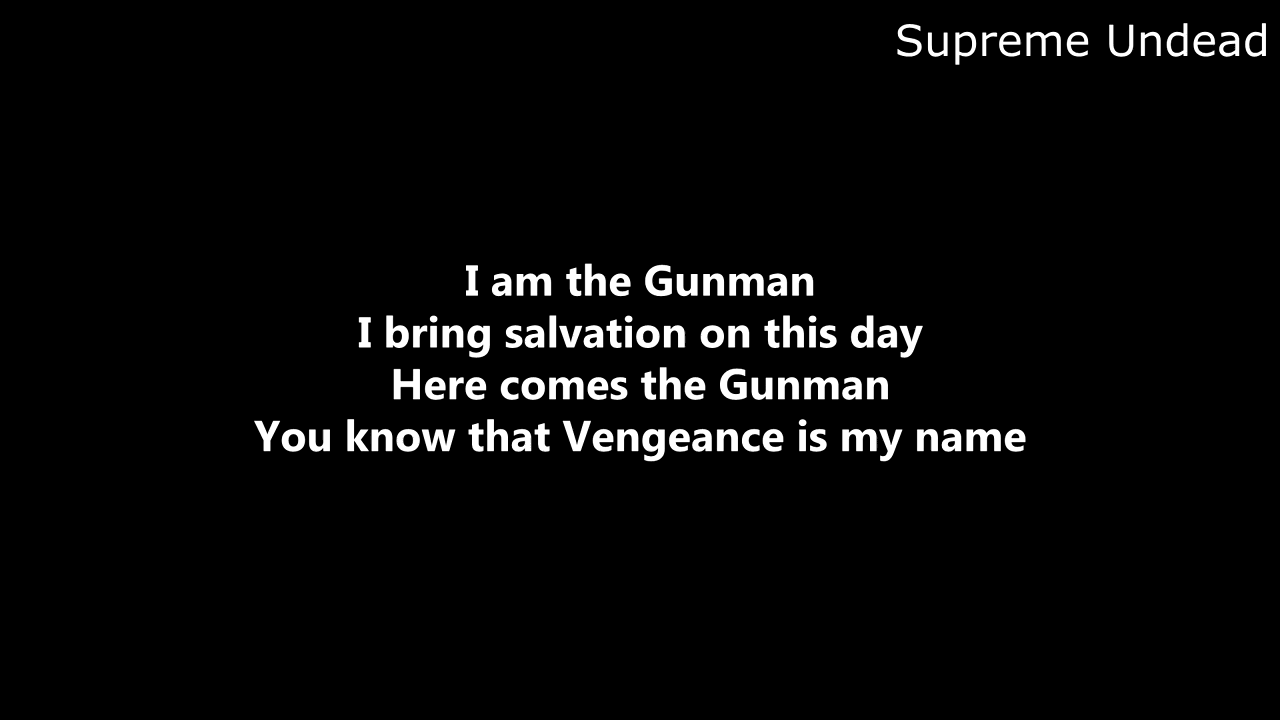 Supreme Undead
I am the Gunman
I bring salvation on this day
Here comes the Gunman
You know that Vengeance is my name